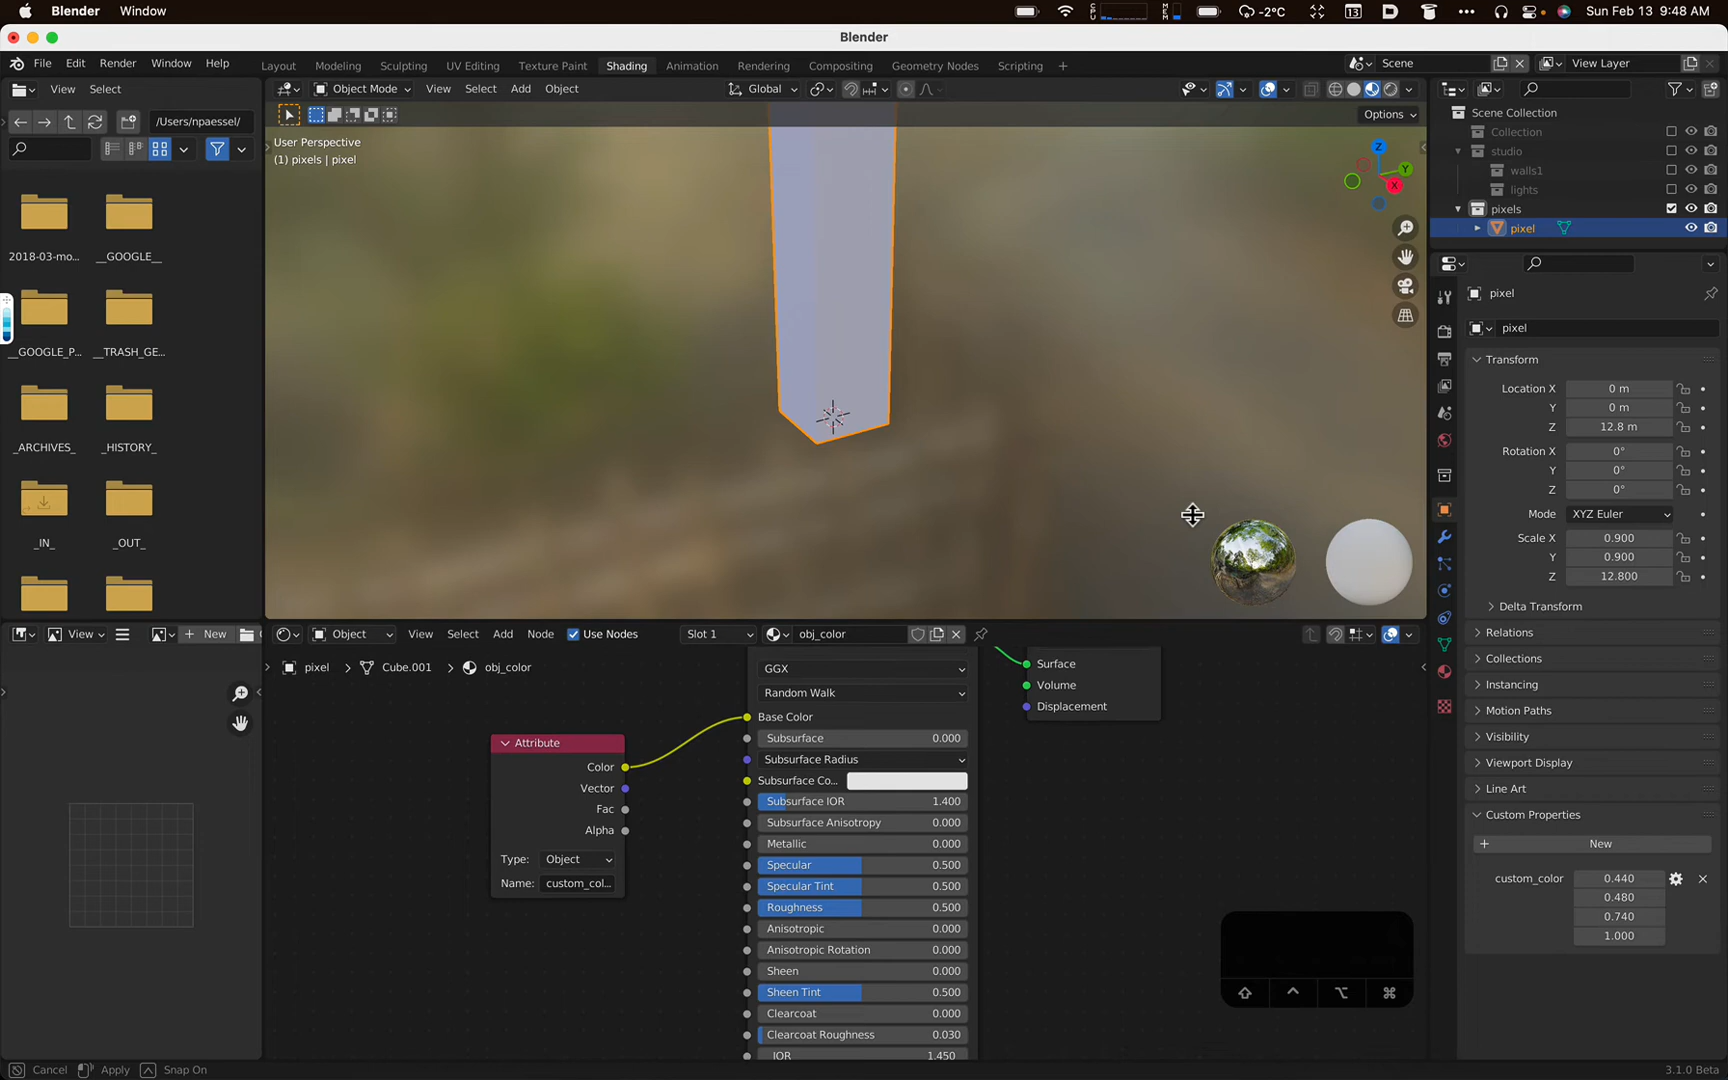 Blender Window
CPU MEM -2°C 13 Sun Feb 13 9:48 AM
Blender
File Edit Render Window Help Layout Modeling Sculpting UV Editing Texture Paint Shading Animation Rendering Compositing Geometry Nodes Scripting + Scene View Layer
View Select Object Mode View Select Add Object Global
/Users/npaessel/
Options
User Perspective
(1) pixels | pixel
Z Y X
Scene Collection
Collection
studio
walls1
lights
pixels
pixel
2018-03-mo...
__GOOGLE__
__GOOGLE_P...
__TRASH_GE...
_ARCHIVES_
_HISTORY_
_IN_
_OUT_
pixel
pixel
Transform
Location X 0 m
Y 0 m
Z 12.8 m
Rotation X 0°
Y 0°
Z 0°
Mode XYZ Euler
Scale X 0.900
Y 0.900
Z 12.800
Delta Transform
Relations
Collections
Instancing
Motion Paths
Visibility
Viewport Display
Line Art
Custom Properties
New
custom_color 0.440
0.480
0.740
1.000
View New Object View Select Add Node Use Nodes Slot 1 obj_color
pixel Cube.001 obj_color
GGX
Random Walk
Base Color
Subsurface 0.000
Subsurface Radius
Subsurface Co...
Subsurface IOR 1.400
Subsurface Anisotropy 0.000
Metallic 0.000
Specular 0.500
Specular Tint 0.500
Roughness 0.500
Anisotropic 0.000
Anisotropic Rotation 0.000
Sheen 0.000
Sheen Tint 0.500
Clearcoat 0.000
Clearcoat Roughness 0.030
IOR 1.450
Surface
Volume
Displacement
Attribute
Color
Vector
Fac
Alpha
Type: Object
Name: custom_col...
Cancel Apply Snap On 3.1.0 Beta